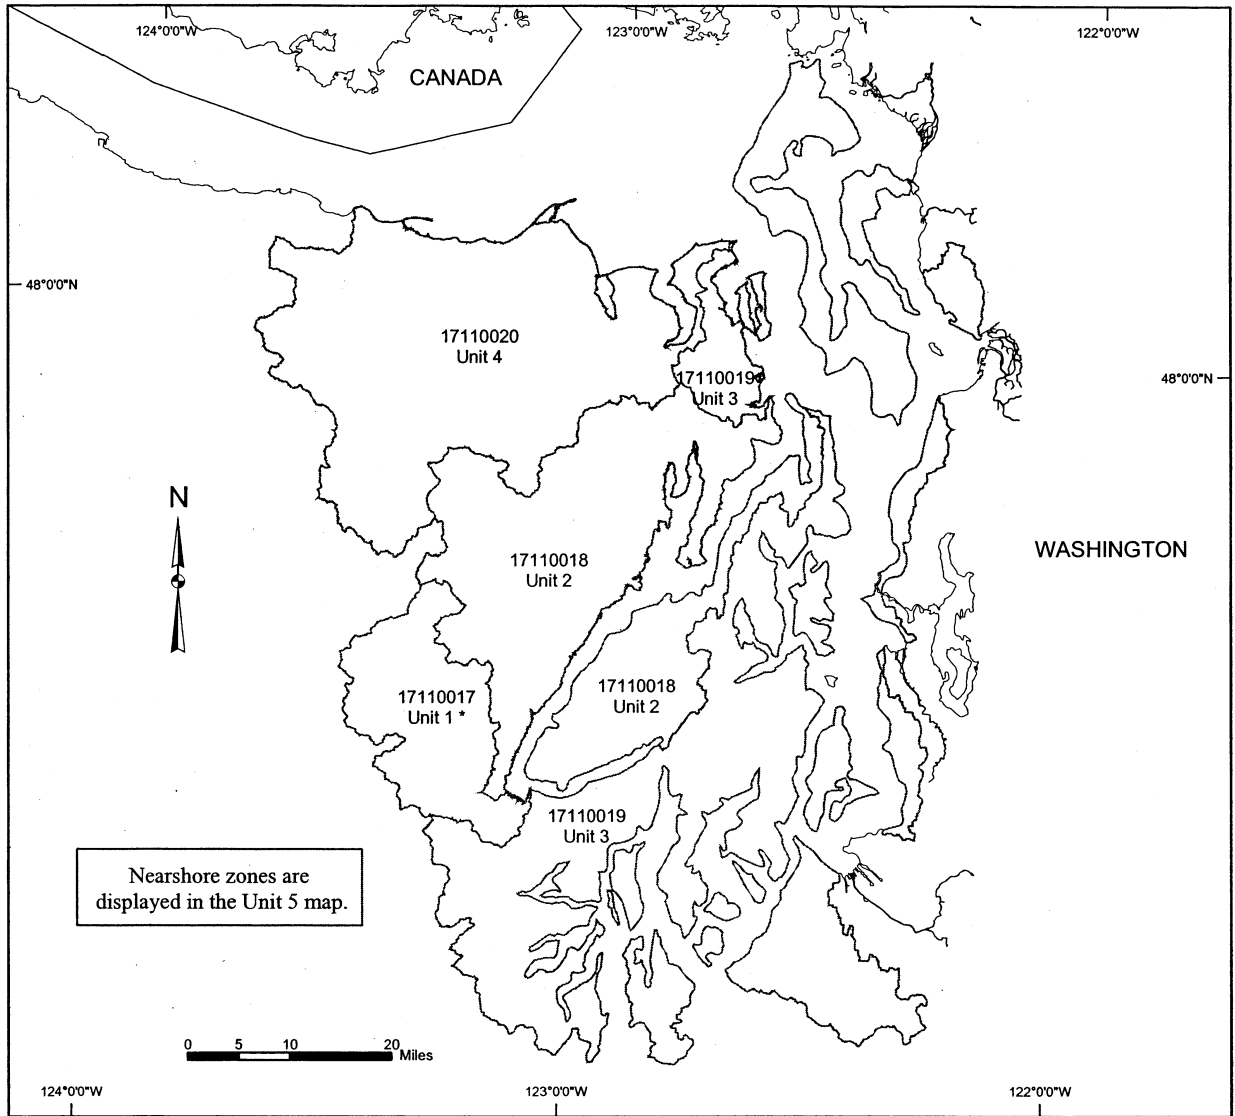 124°0'0"W
123°0'0"W
122°0'0"W
CANADA
48°0'0"N
17110020
Unit 4
17110019
Unit 3
48°0'0"N
N
17110018
Unit 2
WASHINGTON
17110017
Unit 1 *
17110018
Unit 2
17110019
Unit 3
Nearshore zones are
displayed in the Unit 5 map.
0 5 10 20
Miles
124°0'0"W
123°0'0"W
122°0'0"W